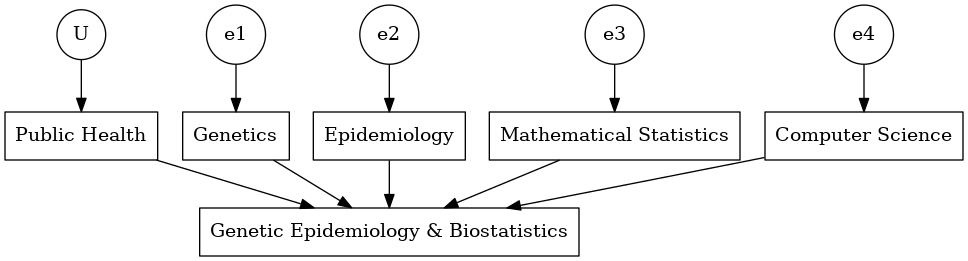 U
e1
e2
e3
e4
Public Health
Genetics
Epidemiology
Mathematical Statistics
Computer Science
Genetic Epidemiology & Biostatistics